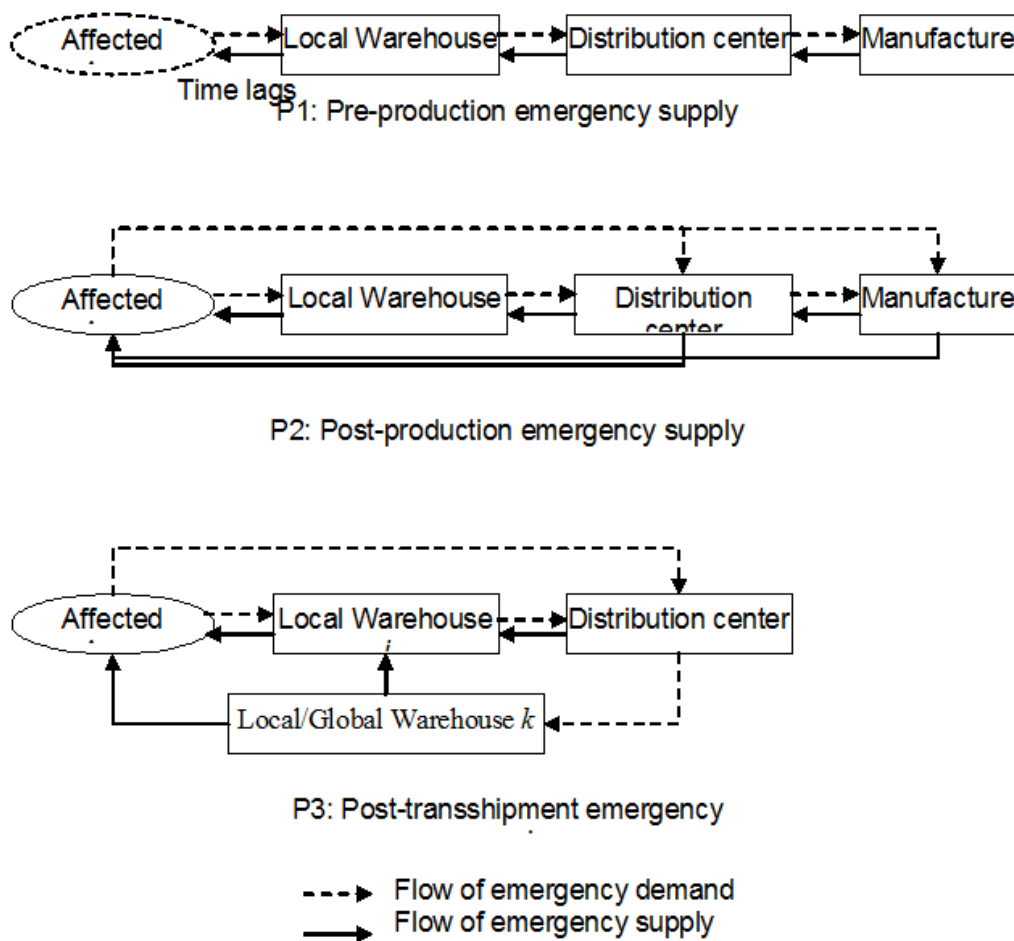 Affected
Local Warehouse
Distribution center
Manufacture
Time lags
P1: Pre-production emergency supply
Affected
Local Warehouse
Distribution
center
Manufacture
P2: Post-production emergency supply
Affected
Local Warehouse
i
Distribution center
Local/Global Warehouse k
P3: Post-transshipment emergency
Flow of emergency demand
Flow of emergency supply